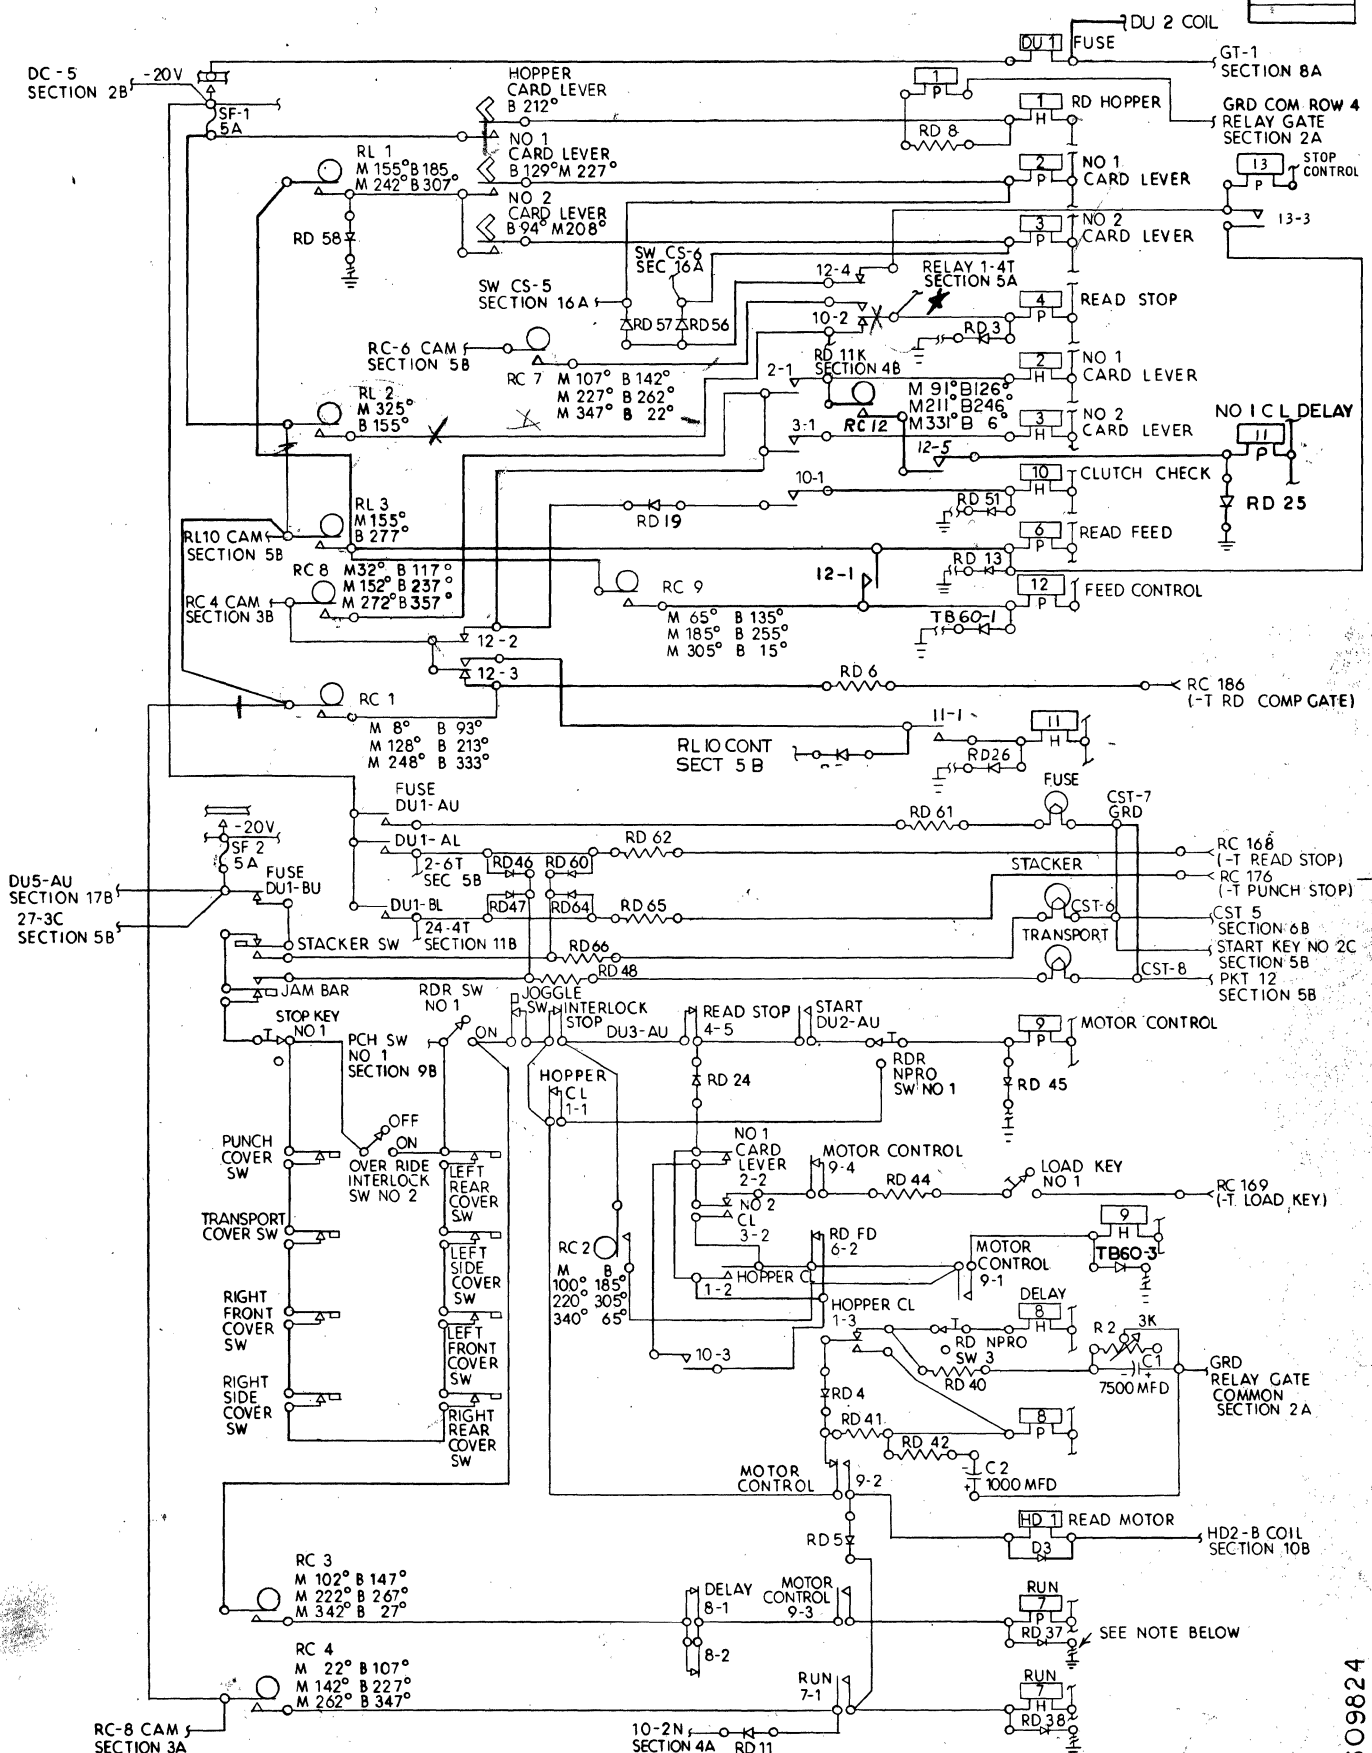 DU 2 COIL
DU 1
FUSE
GT-1
SECTION 8A
DC-5
SECTION 2B
-20V
SF-1
5A
HOPPER
CARD LEVER
B 212°
1
P
1
H
RD HOPPER
RD 8
GRD COM ROW 4
RELAY GATE
SECTION 2A
RL 1
M 155° B 185
M 242° B 307°
NO 1
CARD LEVER
B 129° M 227°
2
P
NO 1
CARD LEVER
13
P
STOP
CONTROL
NO 2
CARD LEVER
B 94° M 208°
3
P
NO 2
CARD LEVER
13-3
RD 58
SW CS-6
SEC 16A
SW CS-5
SECTION 16A
12-4
RELAY 1-4T
SECTION 5A
4
P
READ STOP
RD 57
RD 56
10-2
RD 3
RC-6 CAM
SECTION 5B
RC 7
M 107° B 142°
M 227° B 262°
M 347° B 22°
RD 11K
SECTION 4B
2-1
2
H
NO 1
CARD LEVER
RC 12
M 91° B 126°
M 211° B 246°
M 331° B 6°
RL 2
M 325°
B 155°
3-1
3
H
NO 2
CARD LEVER
NO 1 C L DELAY
11
P
12-5
10-1
10
H
CLUTCH CHECK
RD 51
RD 19
RD 25
RL 3
M 155°
B 277°
RL10 CAM
SECTION 5B
6
P
READ FEED
RD 13
12-1
RC 8
M 32° B 117°
M 152° B 237°
M 272° B 357°
RC 4 CAM
SECTION 3B
RC 9
M 65° B 135°
M 185° B 255°
M 305° B 15°
12
P
FEED CONTROL
TB 60-1
12-2
12-3
RD 6
RC 186
(-T RD COMP GATE)
RC 1
M 8° B 93°
M 128° B 213°
M 248° B 333°
RL 10 CONT
SECT 5 B
11-1
11
H
RD26
FUSE
DU1-AU
RD 61
FUSE
CST-7
GRD
-20V
SF 2
5A
DU1-AL
2-6T
SEC 5B
RD46
RD 60
RD 62
RC 168
(-T READ STOP)
STACKER
RC 176
(-T PUNCH STOP)
DU5-AU
SECTION 17B
FUSE
DU1-BU
DU1-BL
RD47
RD64
RD 65
CST-6
CST 5
SECTION 6B
27-3C
SECTION 5B
24-4T
SECTION 11B
TRANSPORT
STACKER SW
RD 66
START KEY NO 2C
SECTION 5B
JAM BAR
RD 48
CST-8
PKT 12
SECTION 5B
RDR SW
NO 1
JOGGLE
SW
INTERLOCK
STOP
STOP KEY
NO 1
T
PCH SW
NO 1
SECTION 9B
ON
DU3-AU
READ STOP
4-5
START
DU2-AU
T
9
P
MOTOR CONTROL
RDR
NPRO
SW NO 1
RD 24
RD 45
HOPPER
CL
1-1
OFF
ON
OVER RIDE
INTERLOCK
SW NO 2
PUNCH
COVER
SW
LEFT
REAR
COVER
SW
NO 1
CARD
LEVER
2-2
MOTOR CONTROL
9-4
RD 44
LOAD KEY
NO 1
RC 169
(-T LOAD KEY)
NO 2
CL
3-2
TRANSPORT
COVER SW
LEFT
SIDE
COVER
SW
RC 2
M B
100° 185°
220° 305°
340° 65°
RD FD
6-2
9
H
TB60-3
MOTOR
CONTROL
9-1
HOPPER CL
1-2
RIGHT
FRONT
COVER
SW
LEFT
FRONT
COVER
SW
HOPPER CL
1-3
DELAY
8
H
T
RD NPRO
SW 3
R 2
3K
C1
7500 MFD
10-3
RD 40
GRD
RELAY GATE
COMMON
SECTION 2A
RIGHT
SIDE
COVER
SW
RIGHT
REAR
COVER
SW
RD 4
RD 41
8
P
RD 42
C 2
1000 MFD
MOTOR
CONTROL
9-2
RD 5
HD 1
READ MOTOR
D3
HD2-B COIL
SECTION 10B
RC 3
M 102° B 147°
M 222° B 267°
M 342° B 27°
DELAY
8-1
MOTOR
CONTROL
9-3
RUN
7
P
RD 37
SEE NOTE BELOW
8-2
RC 4
M 22° B 107°
M 142° B 227°
M 262° B 347°
RUN
7-1
RUN
7
H
RD 38
RC-8 CAM
SECTION 3A
10-2N
SECTION 4A
RD 11
09824